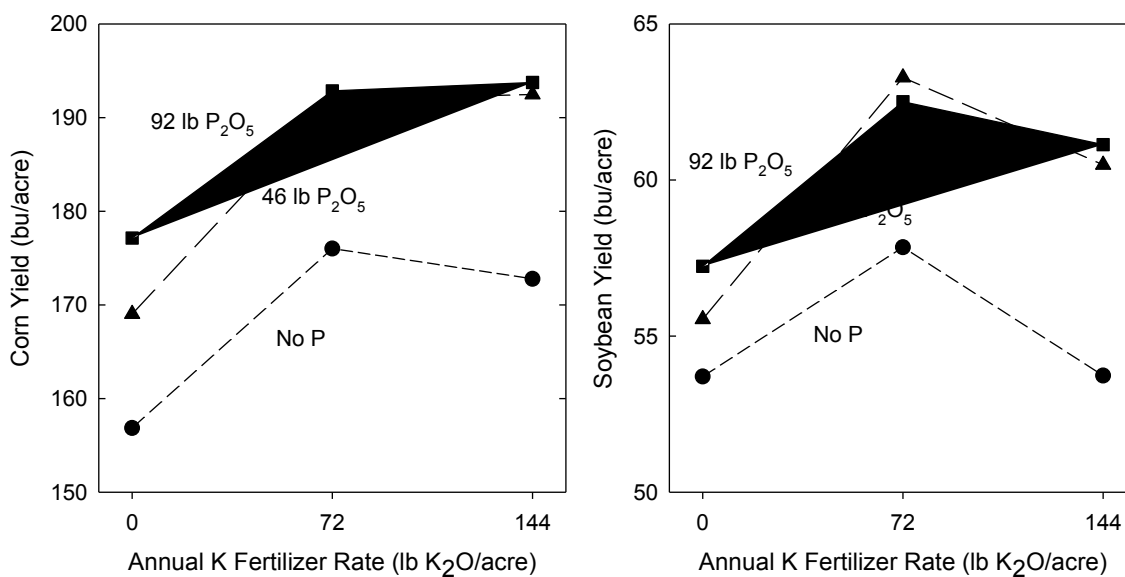 200
190
180
170
160
150
Corn Yield (bu/acre)
92 lb P₂O₅
46 lb P₂O₅
No P
0 72 144
Annual K Fertilizer Rate (lb K₂O/acre)
65
60
55
50
Soybean Yield (bu/acre)
92 lb P₂O₅
₂O₅
No P
0 72 144
Annual K Fertilizer Rate (lb K₂O/acre)